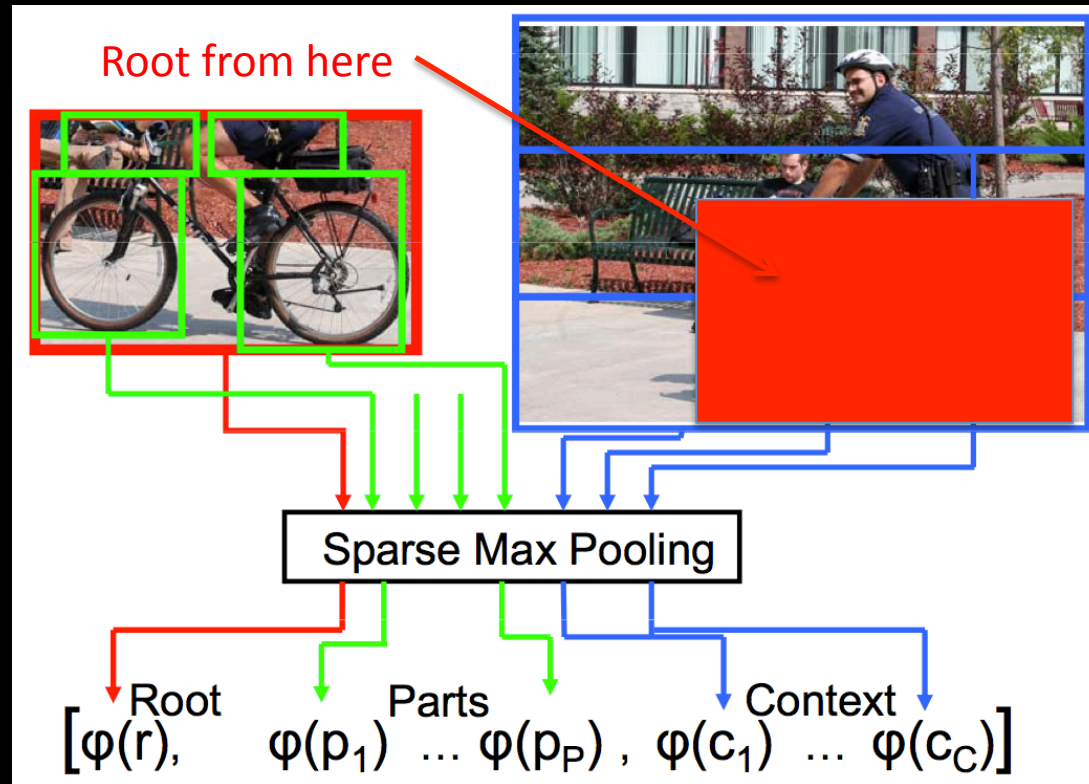 Root from here
Sparse Max Pooling
Root Parts Context
[φ(r), φ(p₁) ... φ(pP) , φ(c₁) ... φ(cC)]